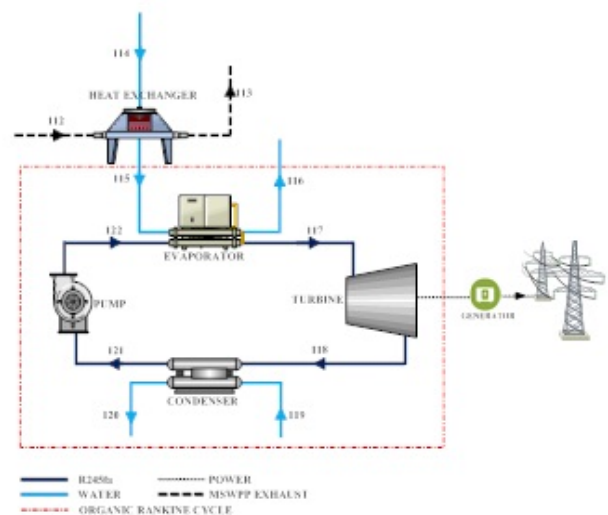 114
HEAT EXCHANGER
113
112
115
116
122
117
EVAPORATOR
PUMP
TURBINE
GENERATOR
121
118
CONDENSER
120
119
R245fa
POWER
WATER
MSWPP EXHAUST
ORGANIC RANKINE CYCLE